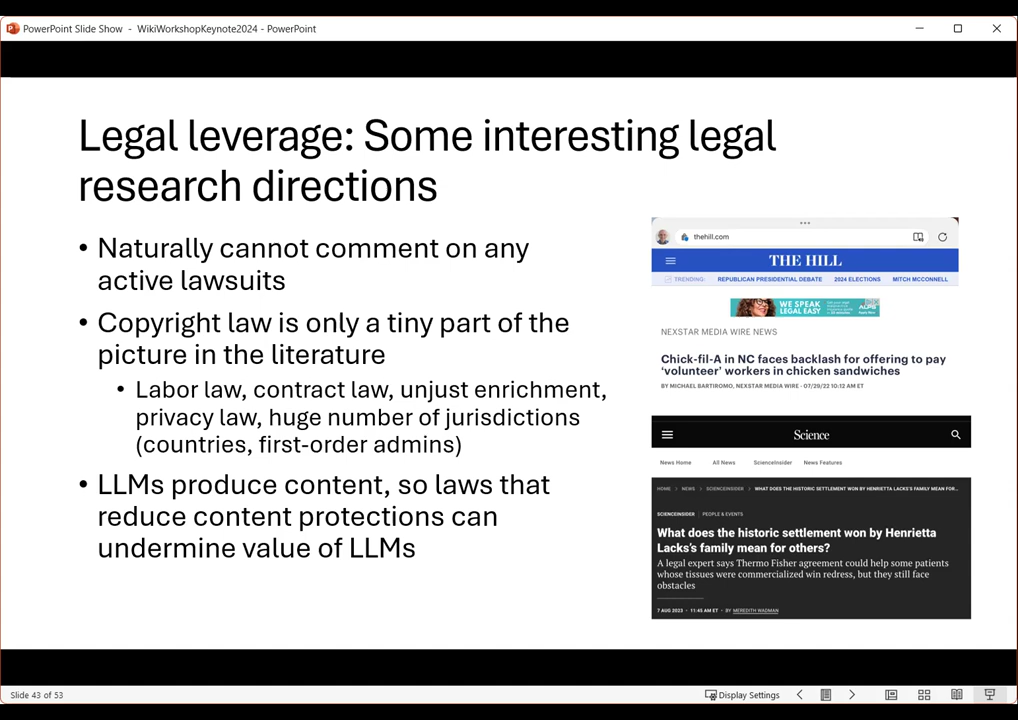 PowerPoint Slide Show - WikiWorkshopKeynote2024 - PowerPoint
Legal leverage: Some interesting legal
research directions
• Naturally cannot comment on any
active lawsuits
• Copyright law is only a tiny part of the
picture in the literature
• Labor law, contract law, unjust enrichment,
privacy law, huge number of jurisdictions
(countries, first-order admins)
• LLMs produce content, so laws that
reduce content protections can
undermine value of LLMs
thehill.com
THE HILL
TRENDING: REPUBLICAN PRESIDENTIAL DEBATE 2024 ELECTIONS MITCH MCCONNELL
WE SPEAK
LEGAL EASY
NEXSTAR MEDIA WIRE NEWS
Chick-fil-A in NC faces backlash for offering to pay
‘volunteer’ workers in chicken sandwiches
BY MICHAEL BARTIROMO, NEXSTAR MEDIA WIRE - 07/29/22 10:12 AM ET
Science
News Home All News ScienceInsider News Features
HOME > NEWS > SCIENCEINSIDER > WHAT DOES THE HISTORIC SETTLEMENT WON BY HENRIETTA LACKS'S FAMILY MEAN FOR...
SCIENCEINSIDER PEOPLE & EVENTS
What does the historic settlement won by Henrietta
Lacks’s family mean for others?
A legal expert says Thermo Fisher agreement could help some patients
whose tissues were commercialized win redress, but they still face
obstacles
7 AUG 2023 • 11:45 AM ET • BY MEREDITH WADMAN
Slide 43 of 53
Display Settings